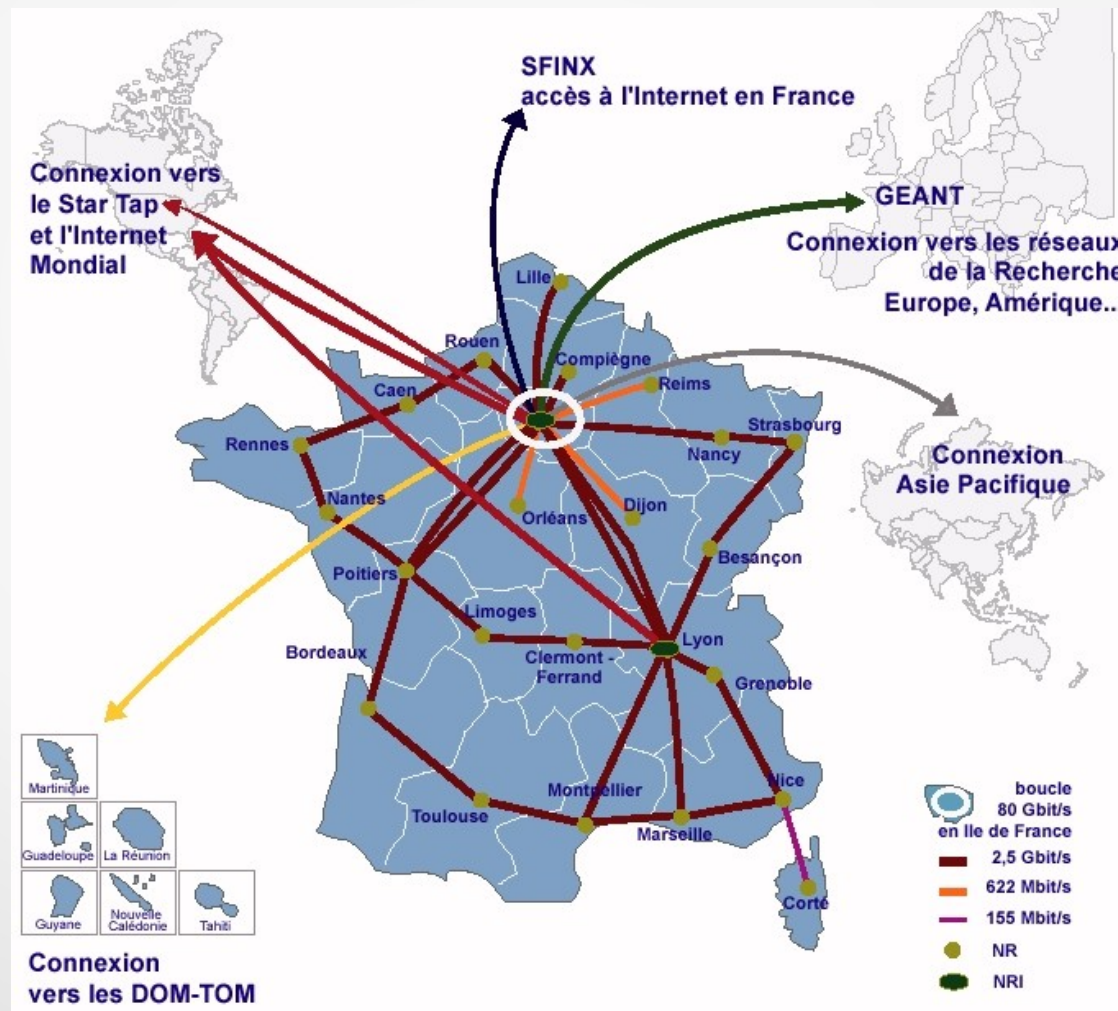 SFINX
accès à l'Internet en France
Connexion vers
le Star Tap
et l'Internet
Mondial
GEANT
Connexion vers les réseaux
de la Recherche
Europe, Amérique...
Lille
Rouen
Compiègne
Reims
Caen
Strasbourg
Rennes
Nancy
Connexion
Asie Pacifique
Nantes
Orléans
Dijon
Besançon
Poitiers
Limoges
Lyon
Bordeaux
Clermont -
Ferrand
Grenoble
Nice
Montpellier
Toulouse
Marseille
Corté
Martinique
Guadeloupe
La Réunion
Guyane
Nouvelle
Calédonie
Tahiti
Connexion
vers les DOM-TOM
boucle
80 Gbit/s
en Ile de France
2,5 Gbit/s
622 Mbit/s
155 Mbit/s
NR
NRI